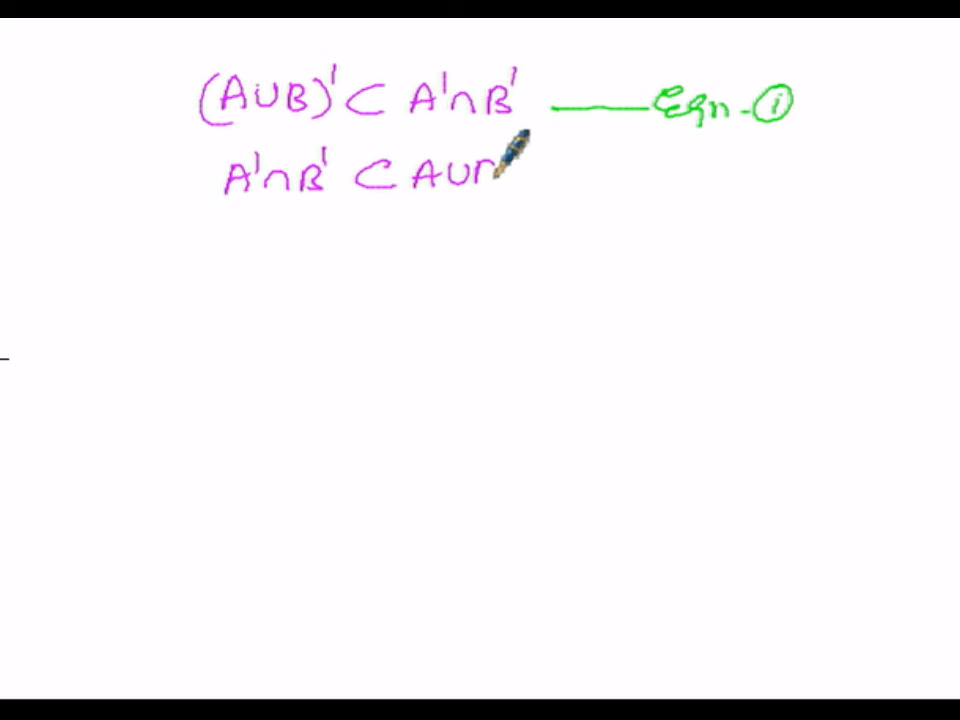 (A∪B)' ⊂ A'∩B' —— Eqn-①
A'∩B' ⊂ A∪